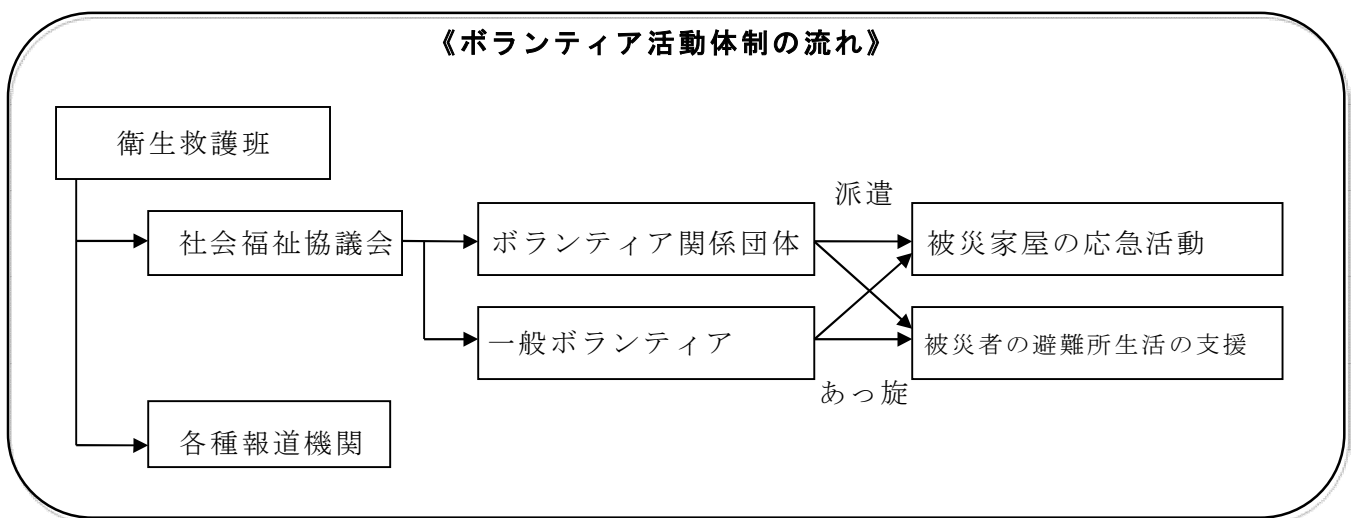 《ボランティア活動体制の流れ》
衛生救護班
派遣
社会福祉協議会
ボランティア関係団体
被災家屋の応急活動
一般ボランティア
被災者の避難所生活の支援
あっ旋
各種報道機関